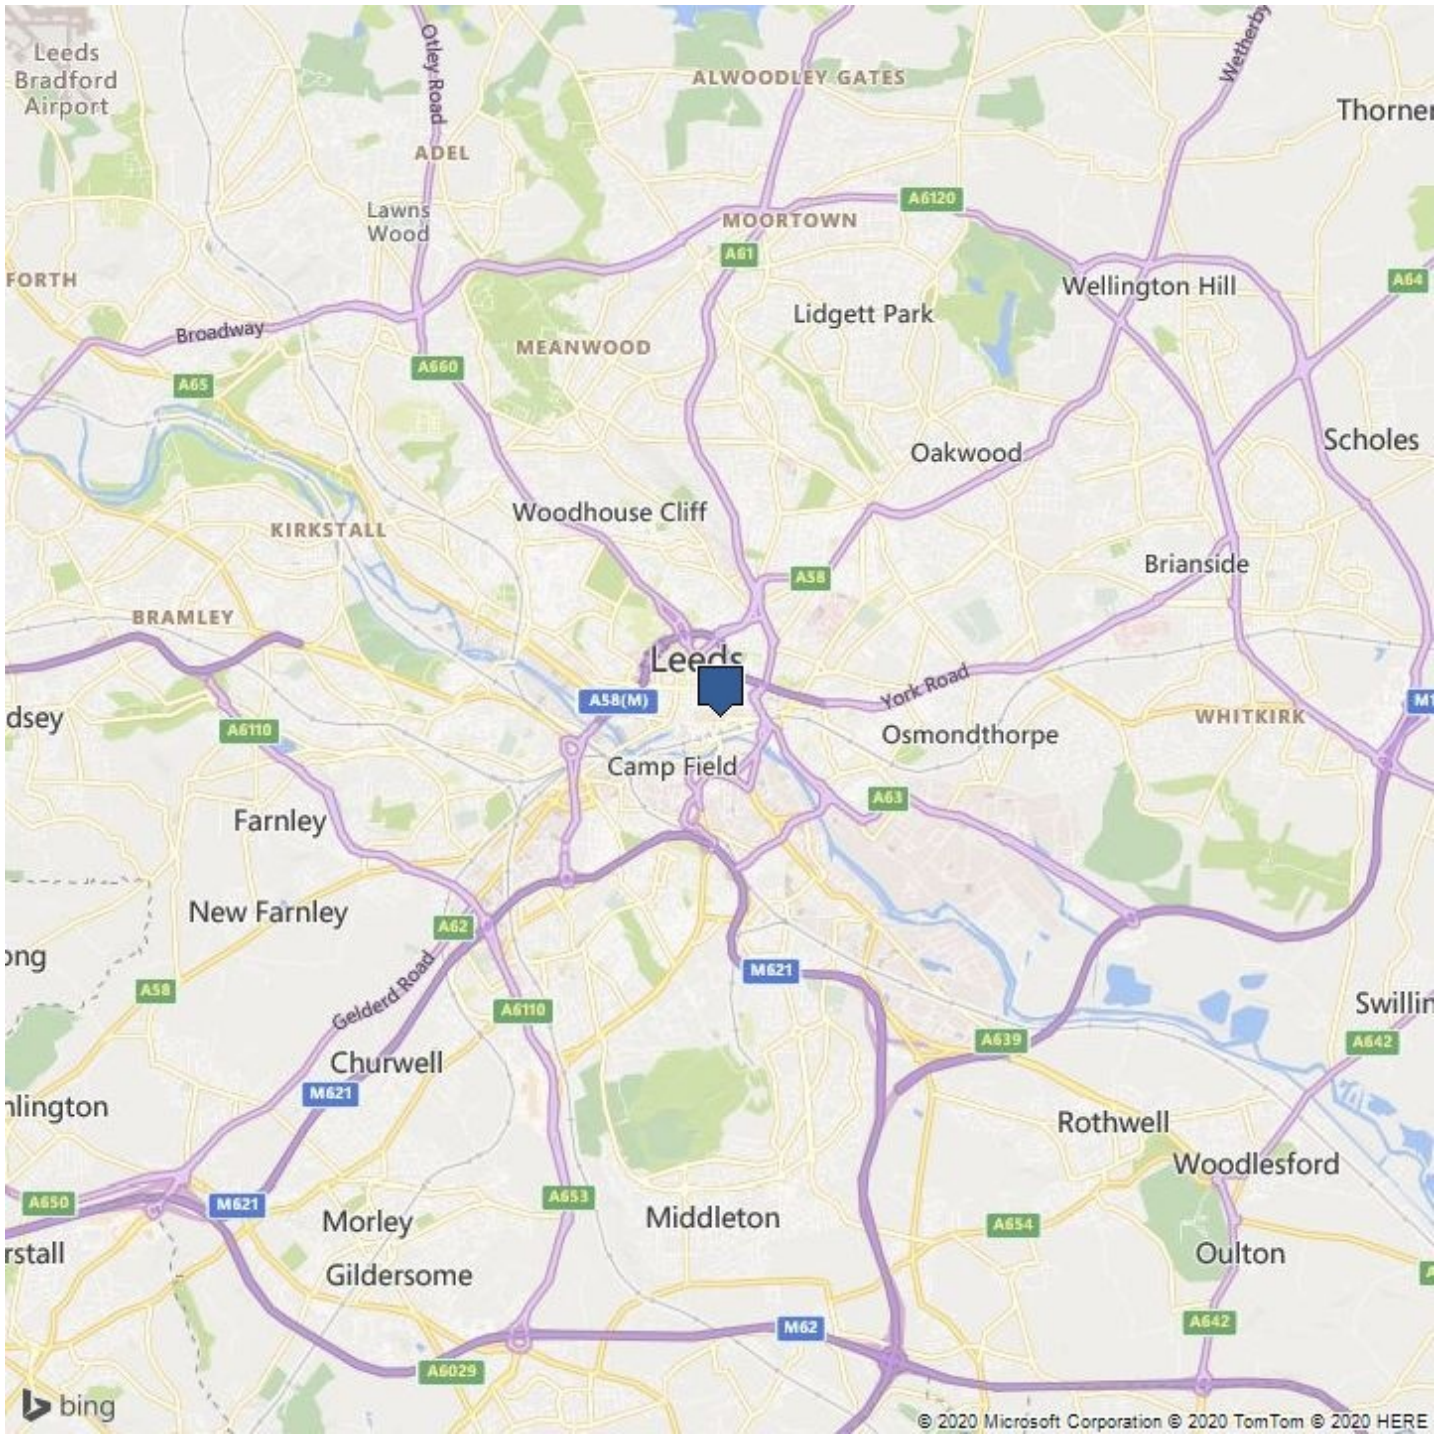 Leeds
Bradford
Airport
Otley Road
ALWOODLEY GATES
Wetherby
Thorner
ADEL
Lawns
Wood
A6120
MOORTOWN
A61
FORTH
Wellington Hill
A64
Lidgett Park
Broadway
MEANWOOD
A660
A65
Scholes
Oakwood
Woodhouse Cliff
KIRKSTALL
Brianside
A58
BRAMLEY
Leeds
York Road
A58(M)
M1
dsey
WHITKIRK
A6110
Osmondthorpe
Camp Field
A63
Farnley
New Farnley
A62
ong
M621
A58
Gelderd Road
Swillin
A6110
A639
A642
Churwell
M621
nlington
Rothwell
Woodlesford
A650
M621
A653
Morley
Middleton
A654
rstall
Oulton
Gildersome
A642
M62
A6029
bing
© 2020 Microsoft Corporation © 2020 TomTom © 2020 HERE